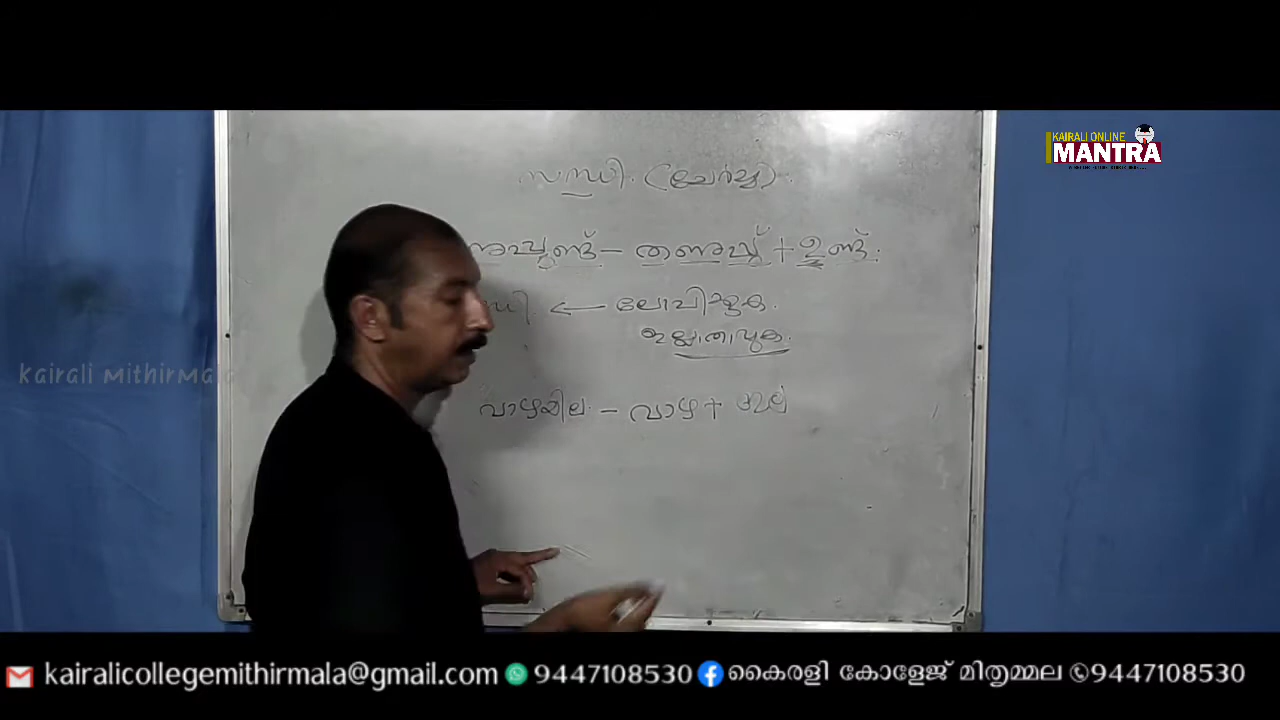 KAIRALI ONLINE
MANTRA
സന്ധി. (ചേർച്ച).
തണുപ്പ് + ഉണ്ട്.
ലോപിക്കുക.
ഇല്ലാതാവുക.
kairali Mithirmala
വാഴയില - വാഴ + ഇല
kairalicollegemithirmala@gmail.com 9447108530 കൈരളി കോളേജ് മിതൃമ്മല 9447108530